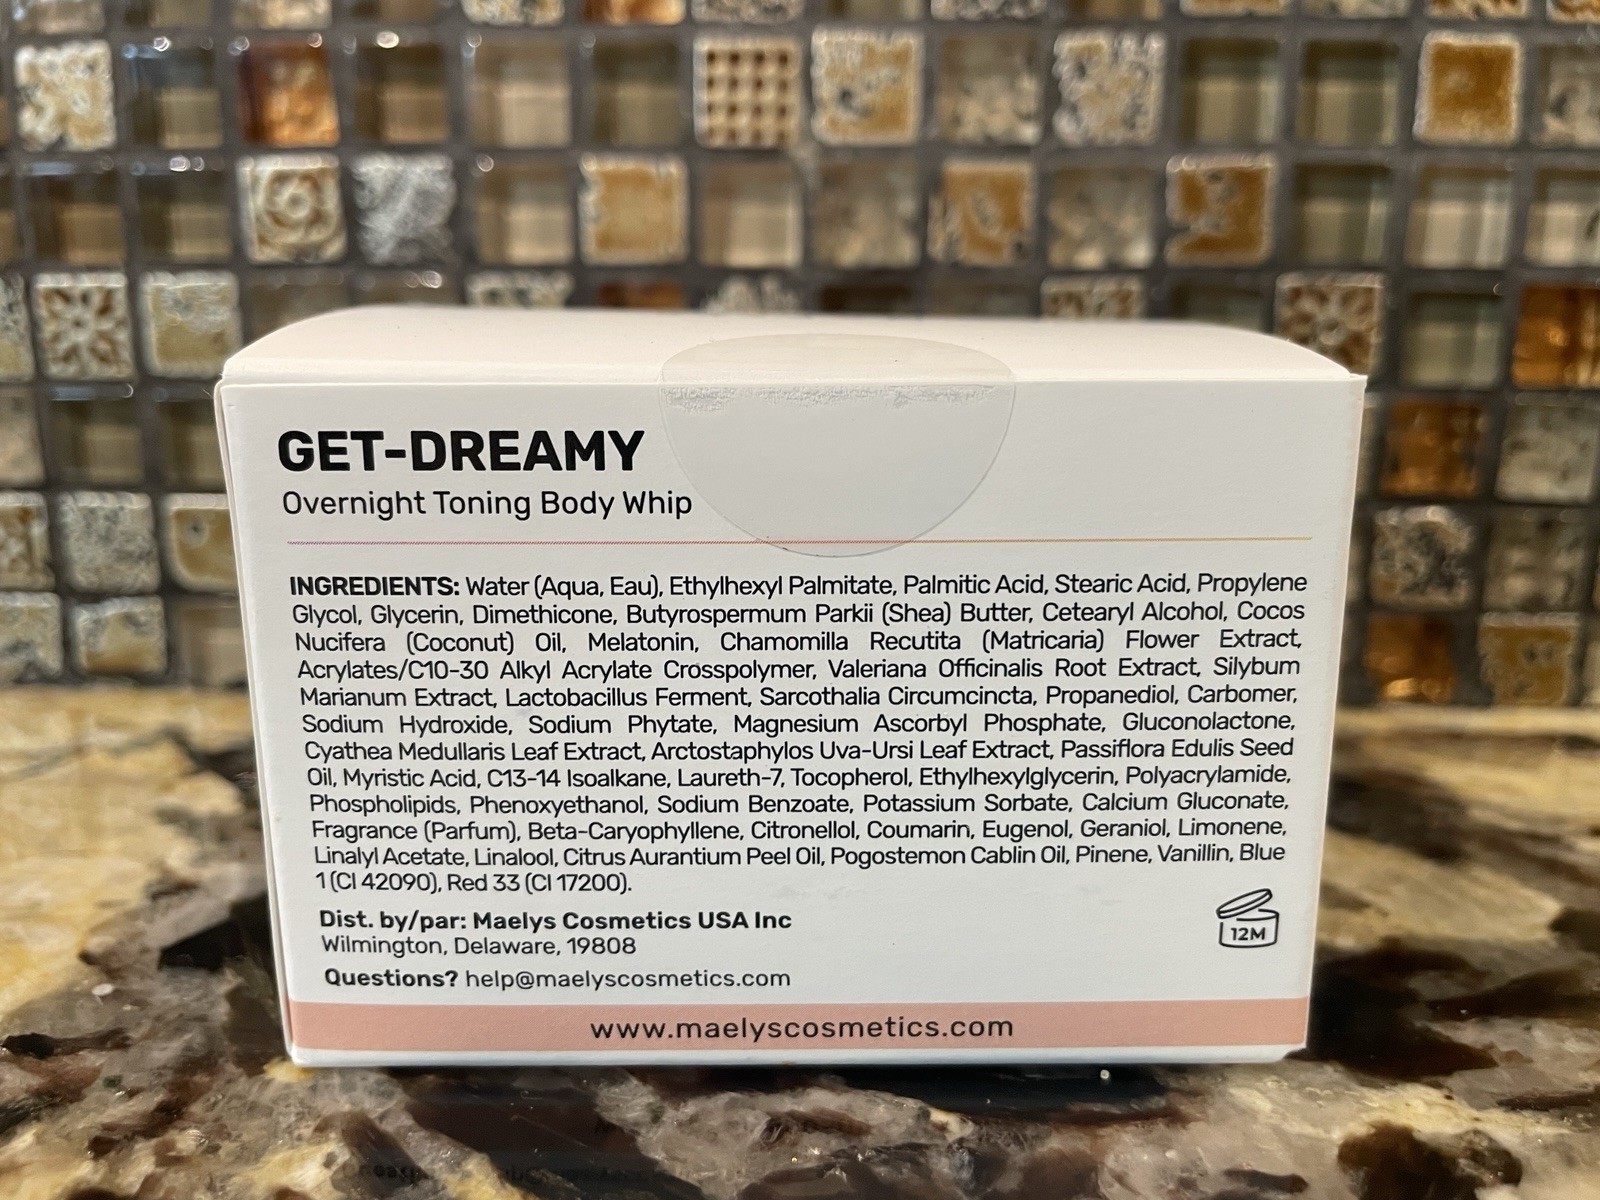 GET-DREAMY
Overnight Toning Body Whip
INGREDIENTS: Water (Aqua, Eau), Ethylhexyl Palmitate, Palmitic Acid, Stearic Acid, Propylene
Glycol, Glycerin, Dimethicone, Butyrospermum Parkii (Shea) Butter, Cetearyl Alcohol, Cocos
Nucifera (Coconut) Oil, Melatonin, Chamomilla Recutita (Matricaria) Flower Extract,
Acrylates/C10-30 Alkyl Acrylate Crosspolymer, Valeriana Officinalis Root Extract, Silybum
Marianum Extract, Lactobacillus Ferment, Sarcothalia Circumcincta, Propanediol, Carbomer,
Sodium Hydroxide, Sodium Phytate, Magnesium Ascorbyl Phosphate, Gluconolactone,
Cyathea Medullaris Leaf Extract, Arctostaphylos Uva-Ursi Leaf Extract, Passiflora Edulis Seed
Oil, Myristic Acid, C13-14 Isoalkane, Laureth-7, Tocopherol, Ethylhexylglycerin, Polyacrylamide,
Phospholipids, Phenoxyethanol, Sodium Benzoate, Potassium Sorbate, Calcium Gluconate,
Fragrance (Parfum), Beta-Caryophyllene, Citronellol, Coumarin, Eugenol, Geraniol, Limonene,
Linalyl Acetate, Linalool, Citrus Aurantium Peel Oil, Pogostemon Cablin Oil, Pinene, Vanillin, Blue
1 (CI 42090), Red 33 (CI 17200).
Dist. by/par: Maelys Cosmetics USA Inc
Wilmington, Delaware, 19808
12M
Questions? help@maelyscosmetics.com
www.maelyscosmetics.com